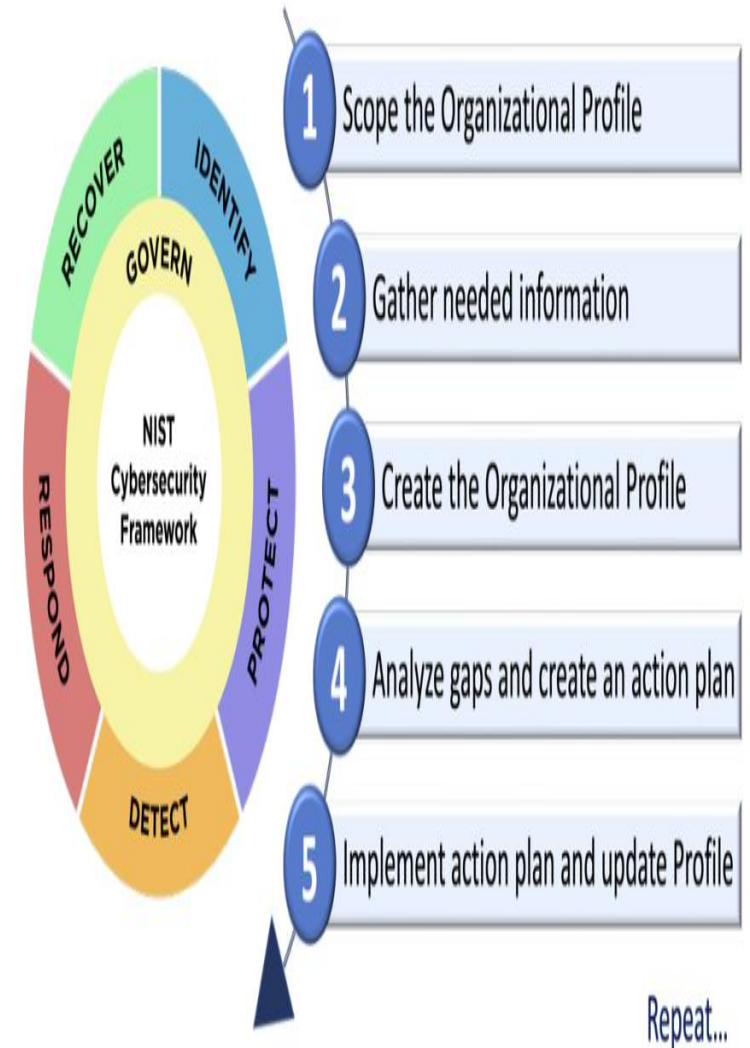 RECOVER
IDENTIFY
GOVERN
NIST
Cybersecurity
Framework
RESPOND
PROTECT
DETECT
1 Scope the Organizational Profile
2 Gather needed information
3 Create the Organizational Profile
4 Analyze gaps and create an action plan
5 Implement action plan and update Profile
Repeat...